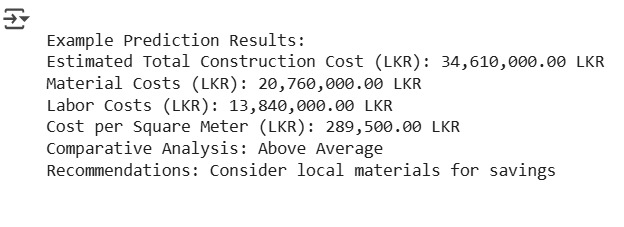 Example Prediction Results:
Estimated Total Construction Cost (LKR): 34,610,000.00 LKR
Material Costs (LKR): 20,760,000.00 LKR
Labor Costs (LKR): 13,840,000.00 LKR
Cost per Square Meter (LKR): 289,500.00 LKR
Comparative Analysis: Above Average
Recommendations: Consider local materials for savings